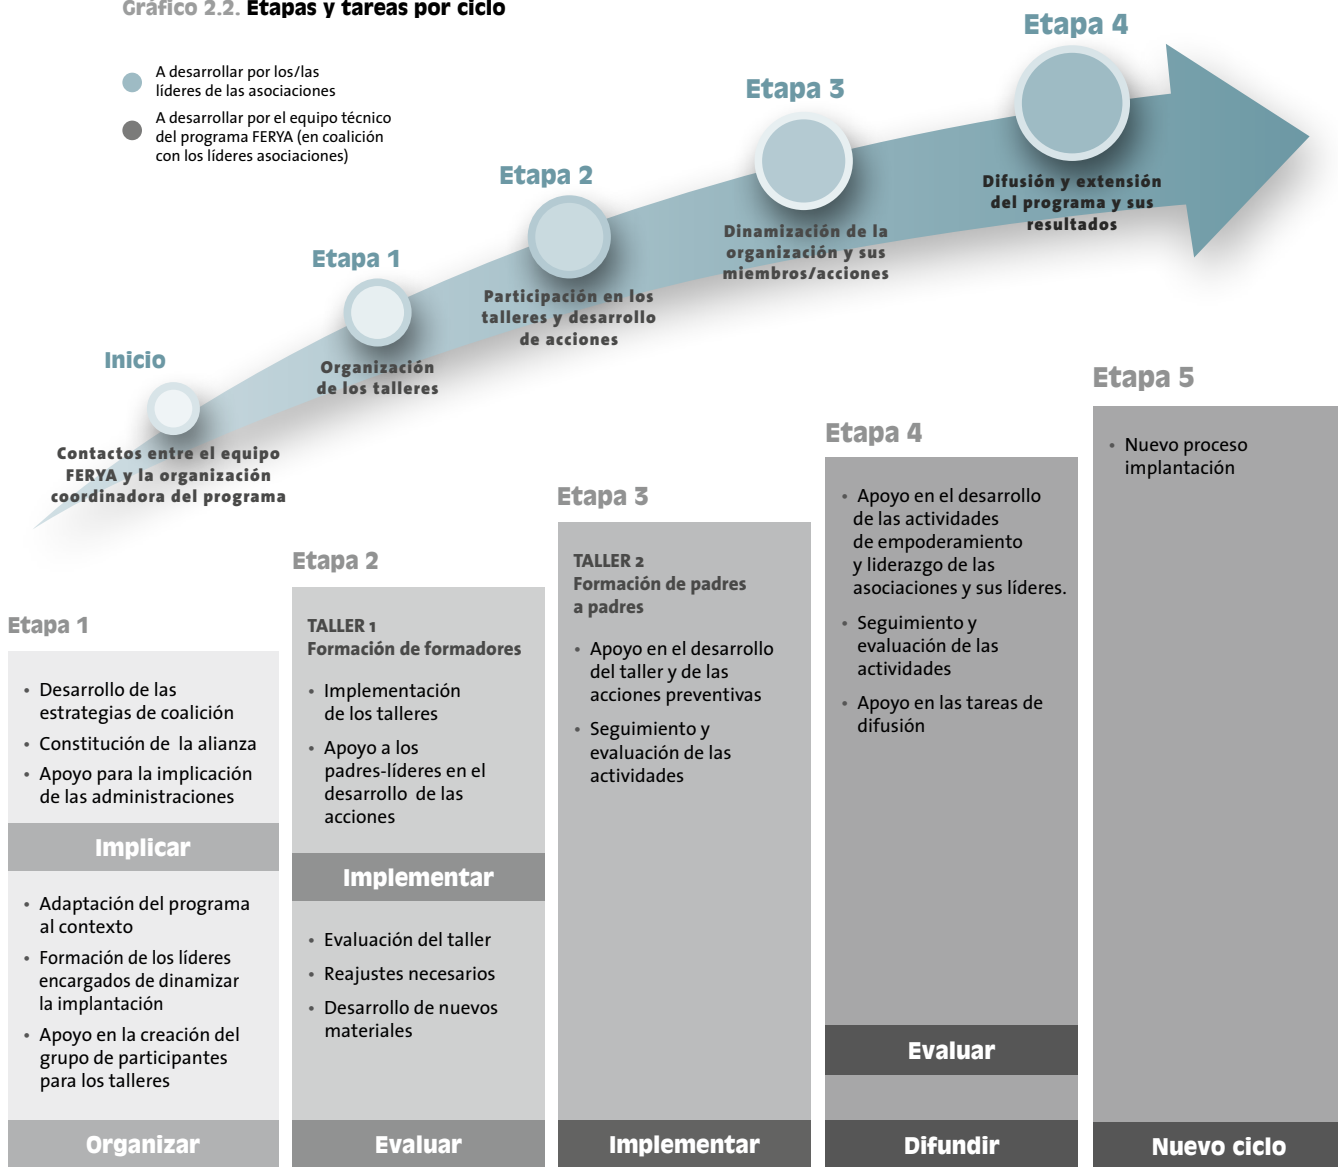 Gráfico 2.2. Etapas y tareas por ciclo
A desarrollar por los/las
líderes de las asociaciones
A desarrollar por el equipo técnico
del programa FERYA (en coalición
con los líderes asociaciones)
Inicio
Contactos entre el equipo
FERYA y la organización
coordinadora del programa
Etapa 1
Organización
de los talleres
Etapa 2
Participación en los
talleres y desarrollo
de acciones
Etapa 3
Dinamización de la
organización y sus
miembros/acciones
Etapa 4
Difusión y extensión
del programa y sus
resultados
Etapa 1
• Desarrollo de las
estrategias de coalición
• Constitución de la alianza
• Apoyo para la implicación
de las administraciones
Implicar
• Adaptación del programa
al contexto
• Formación de los líderes
encargados de dinamizar
la implantación
• Apoyo en la creación del
grupo de participantes
para los talleres
Organizar
Etapa 2
TALLER 1
Formación de formadores
• Implementación
de los talleres
• Apoyo a los
padres-líderes en el
desarrollo de las
acciones
Implementar
• Evaluación del taller
• Reajustes necesarios
• Desarrollo de nuevos
materiales
Evaluar
Etapa 3
TALLER 2
Formación de padres
a padres
• Apoyo en el desarrollo
del taller y de las
acciones preventivas
• Seguimiento y
evaluación de las
actividades
Implementar
Etapa 4
• Apoyo en el desarrollo
de las actividades
de empoderamiento
y liderazgo de las
asociaciones y sus líderes.
• Seguimiento y
evaluación de las
actividades
• Apoyo en las tareas de
difusión
Evaluar
Difundir
Etapa 5
• Nuevo proceso
implantación
Nuevo ciclo